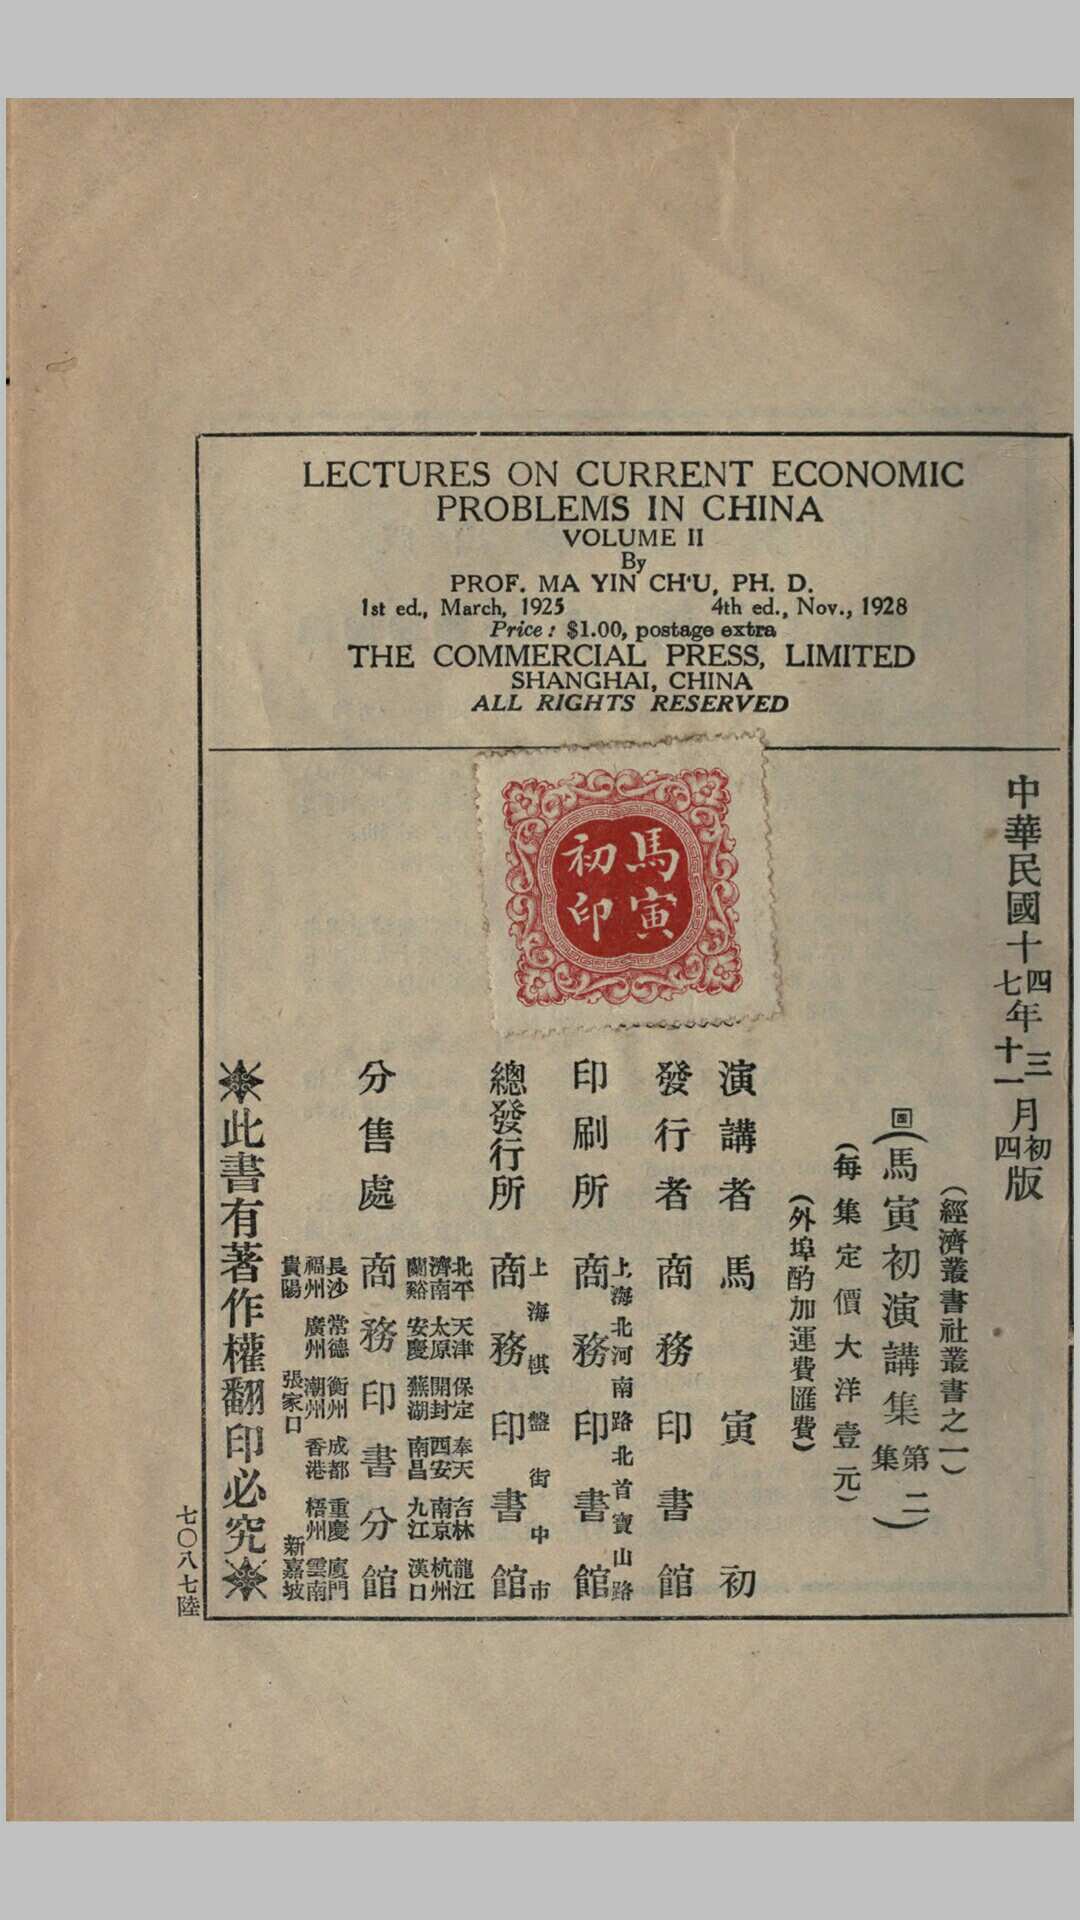 LECTURES ON CURRENT ECONOMIC
PROBLEMS IN CHINA
VOLUME II
By
PROF. MA YIN CH'U, PH. D.
1st ed., March, 1925 4th ed., Nov., 1928
Price: $1.00, postage extra
THE COMMERCIAL PRESS, LIMITED
SHANGHAI, CHINA
ALL RIGHTS RESERVED
馬寅
初印
中華民國十四七年三十一月初四版
(經濟叢書社叢書之一)
回(馬寅初演講集第二集)
(每集定價大洋壹元)
(外埠酌加運費匯費)
演講者 馬寅初
發行者 商務印書館
上海北河南路北首寶山路
印刷所 商務印書館
上海棋盤街中市
總發行所 商務印書館
北平 天津 保定 奉天 吉林 龍江
濟南 太原 開封 西安 南京 杭州
蘭谿 安慶 蕪湖 南昌 九江 漢口
分售處 商務印書分館
長沙 常德 衡州 成都 重慶 廈門
福州 廣州 潮州 香港 梧州 雲南
貴陽 張家口 新嘉坡
此書有著作權翻印必究
七〇八七陸